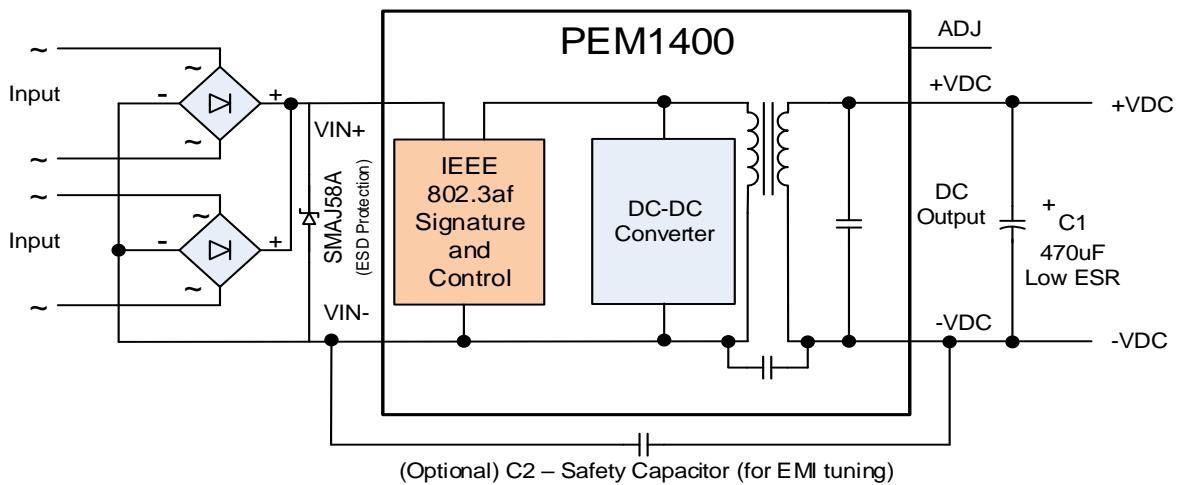 PEM1400
ADJ
~
~
Input
-
+
~
~
~
~
Input
-
+
~
~
VIN+
SMAJ58A
(ESD Protection)
VIN-
IEEE
802.3af
Signature
and
Control
DC-DC
Converter
+VDC
+VDC
DC
Output
+
C1
470uF
Low ESR
-VDC
-VDC
(Optional) C2 – Safety Capacitor (for EMI tuning)